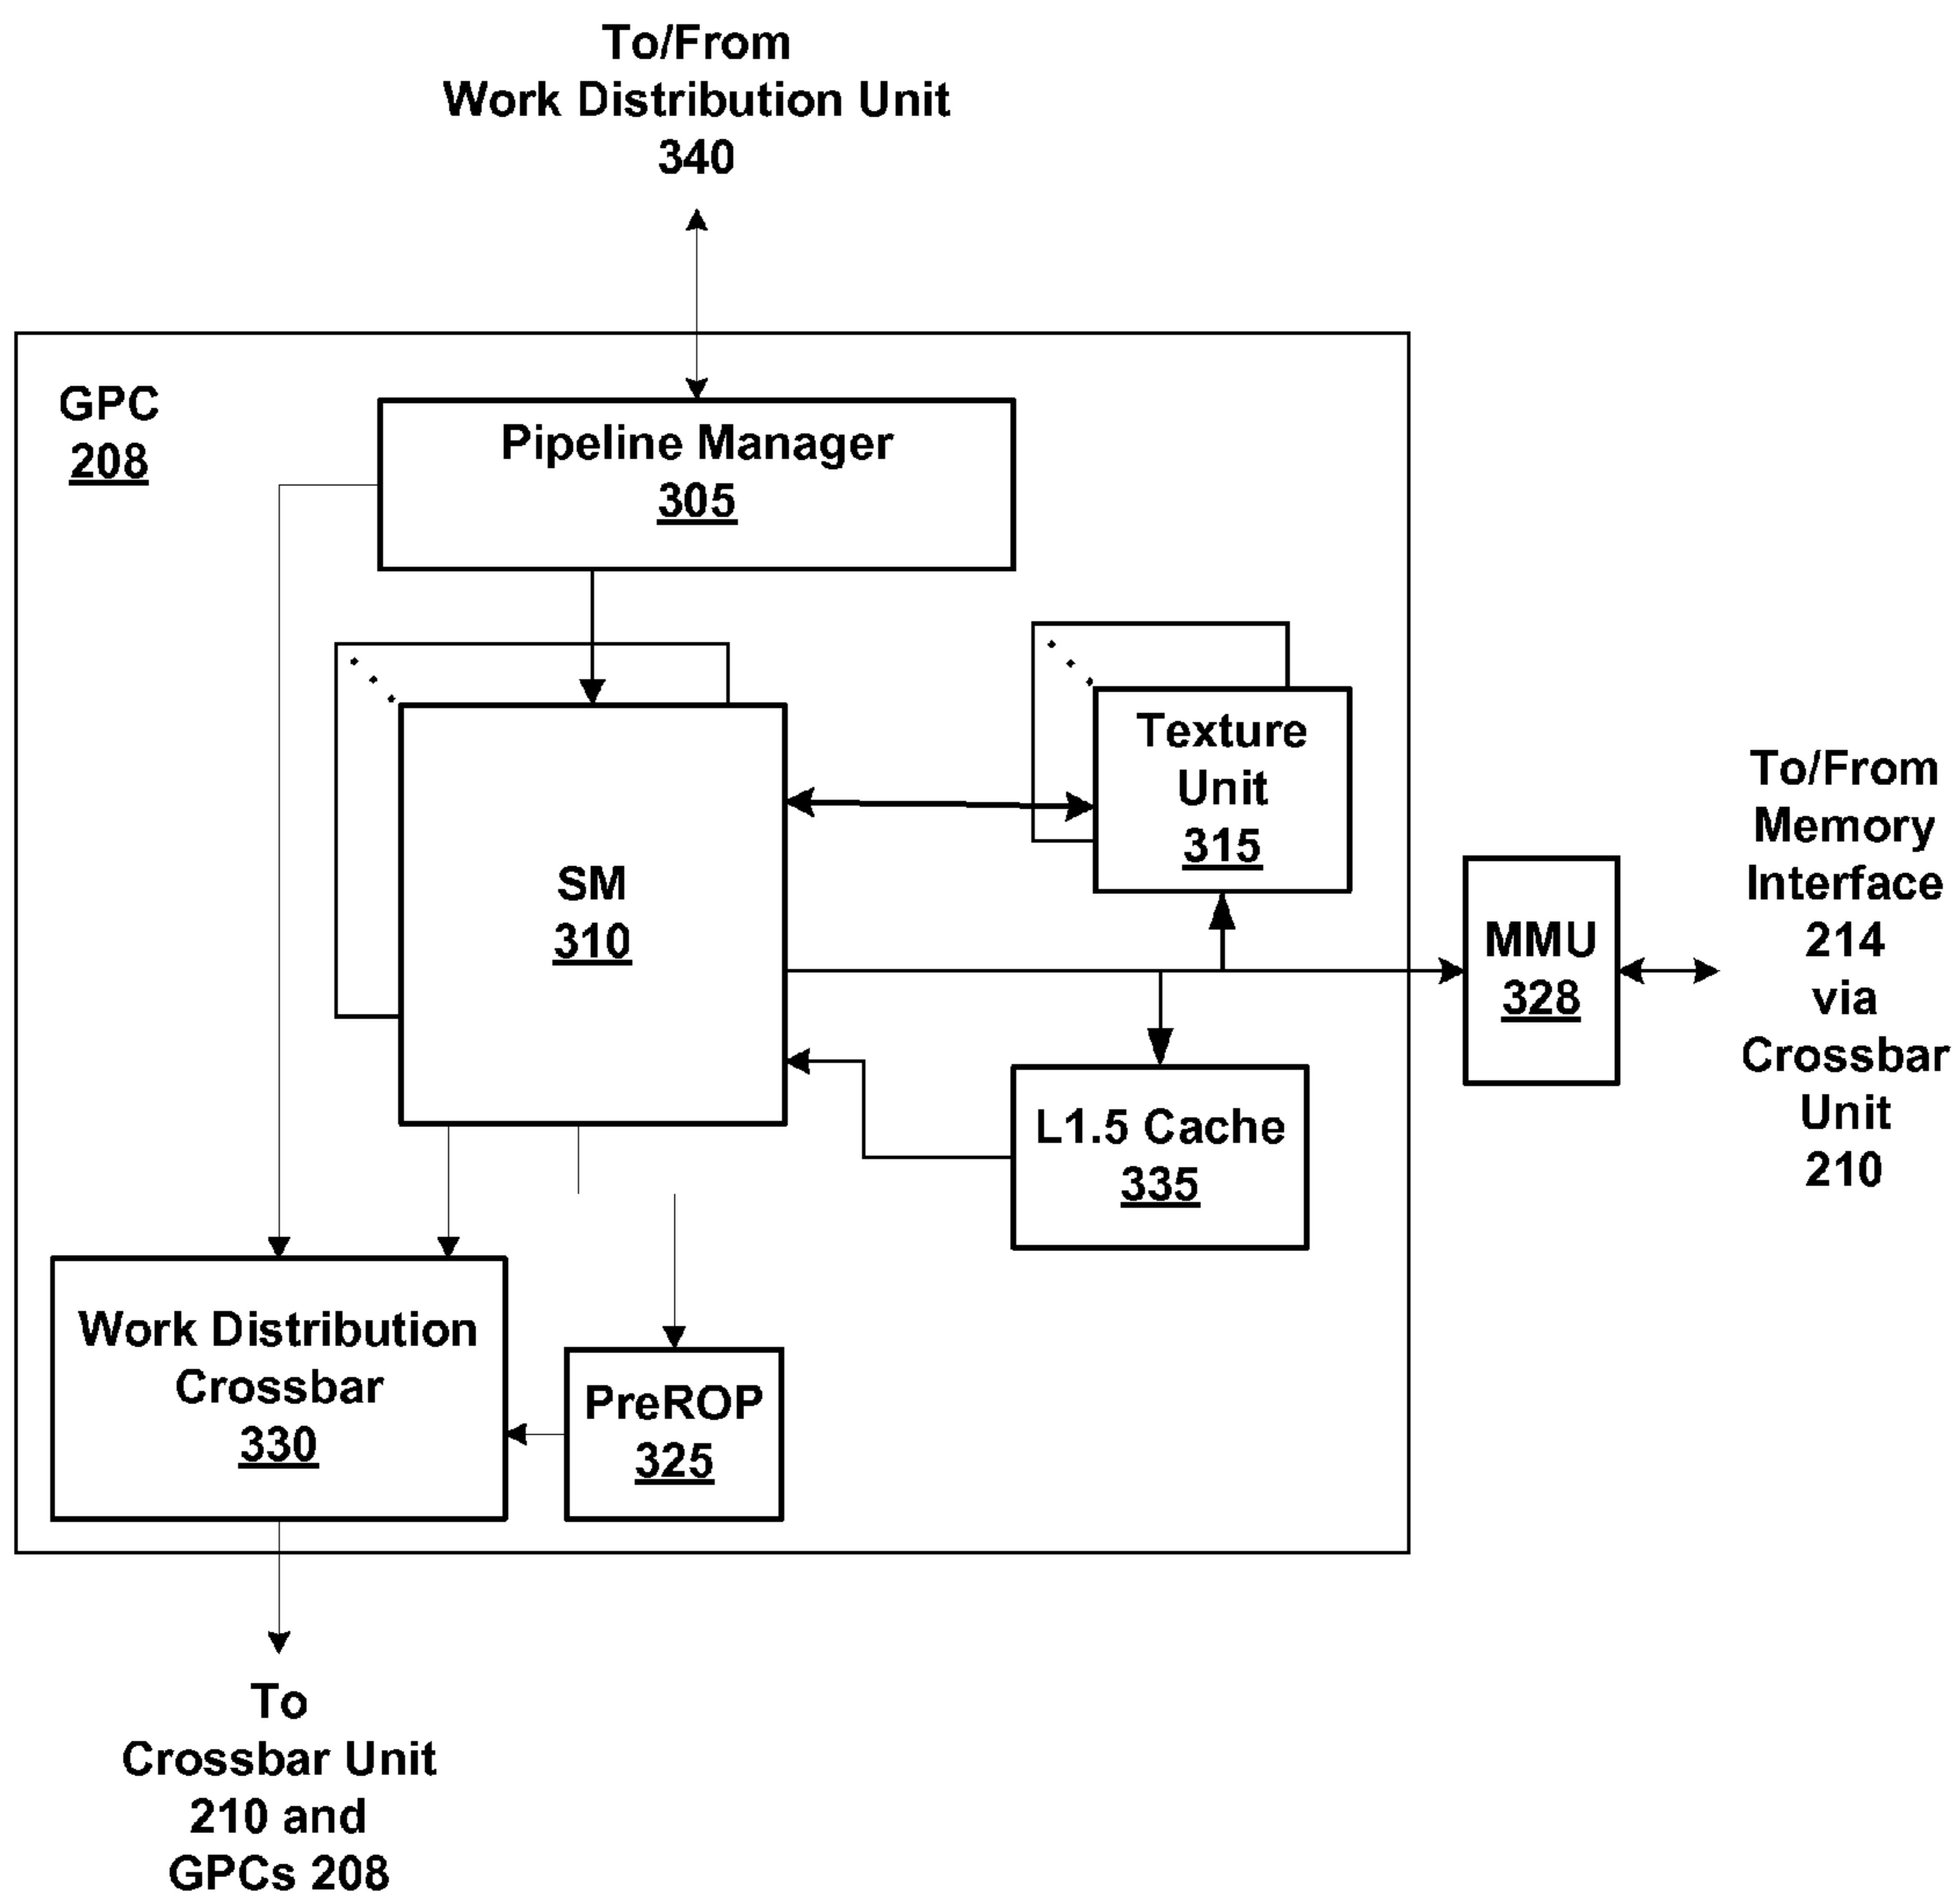 To/From
Work Distribution Unit
340
GPC
208
Pipeline Manager
305
Texture
Unit
315
SM
310
MMU
328
To/From
Memory
Interface
214
via
Crossbar
Unit
210
L1.5 Cache
335
Work Distribution
Crossbar
330
PreROP
325
To
Crossbar Unit
210 and
GPCs 208